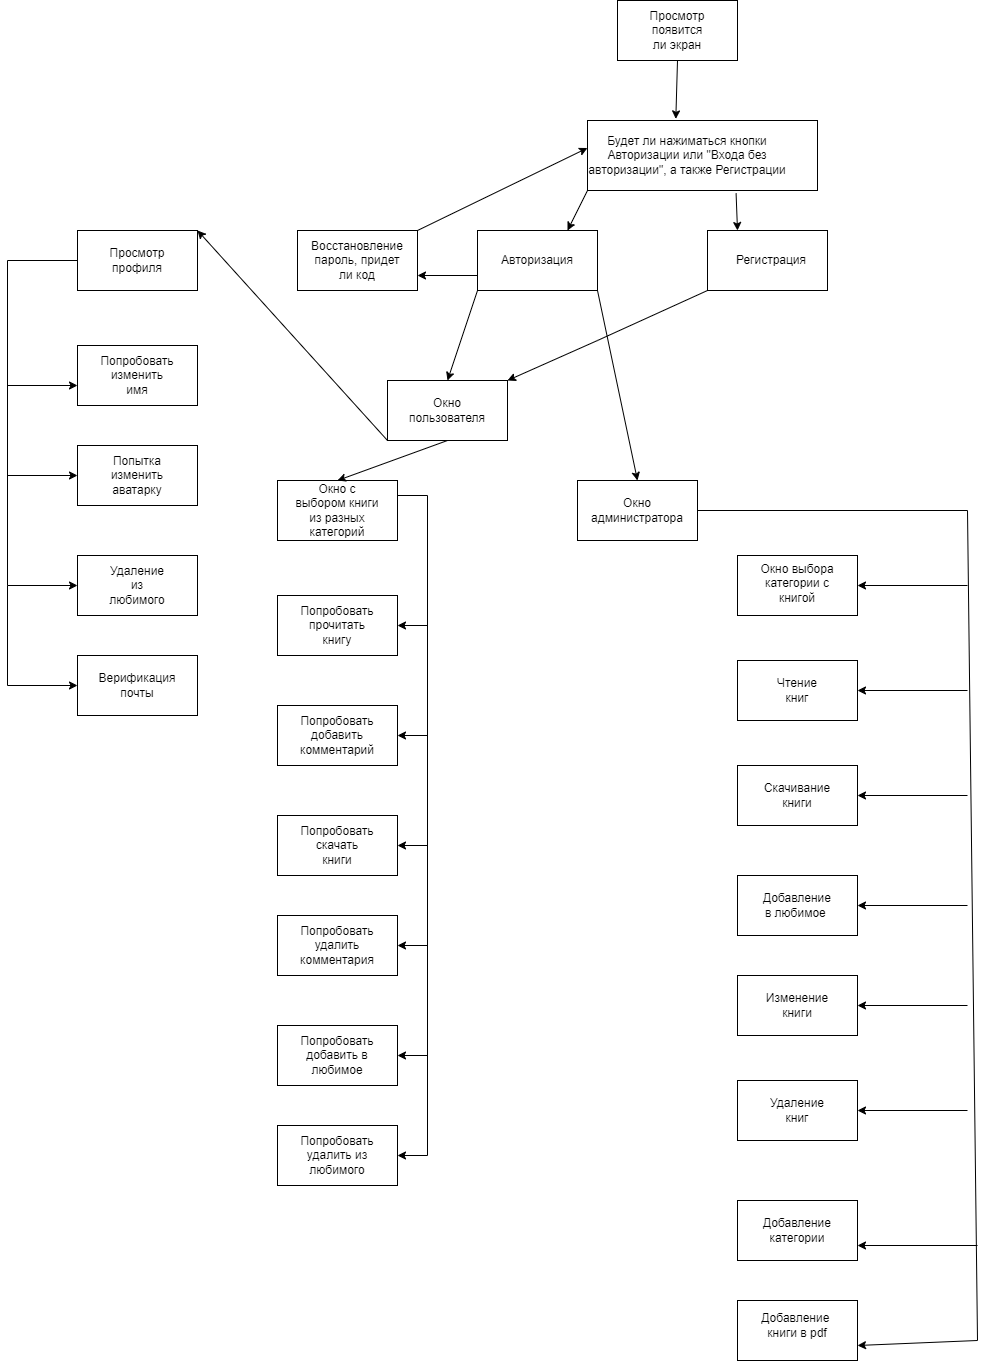 Просмотр
появится
ли экран
Будет ли нажиматься кнопки
Авторизации или "Входа без
авторизации", а также Регистрации
Просмотр
профиля
Восстановление
пароль, придет
ли код
Авторизация
Регистрация
Попробовать
изменить
имя
Окно
пользователя
Попытка
изменить
аватарку
Окно с
выбором книги
из разных
категорий
Окно
администратора
Удаление
из
любимого
Окно выбора
категории с
книгой
Попробовать
прочитать
книгу
Верификация
почты
Чтение
книг
Попробовать
добавить
комментарий
Скачивание
книги
Попробовать
скачать
книги
Добавление
в любимое
Попробовать
удалить
комментария
Изменение
книги
Попробовать
добавить в
любимое
Удаление
книг
Попробовать
удалить из
любимого
Добавление
категории
Добавление
книги в pdf